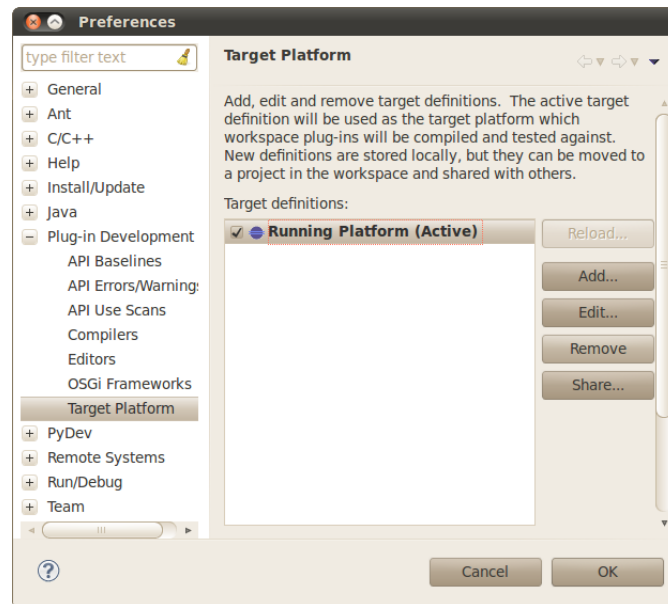 Preferences
type filter text
General
Ant
C/C++
Help
Install/Update
Java
Plug-in Development
API Baselines
API Errors/Warning
API Use Scans
Compilers
Editors
OSGi Frameworks
Target Platform
PyDev
Remote Systems
Run/Debug
Team
Target Platform
Add, edit and remove target definitions. The active target
definition will be used as the target platform which
workspace plug-ins will be compiled and tested against.
New definitions are stored locally, but they can be moved to
a project in the workspace and shared with others.
Target definitions:
Running Platform (Active)
Reload...
Add...
Edit...
Remove
Share...
Cancel
OK